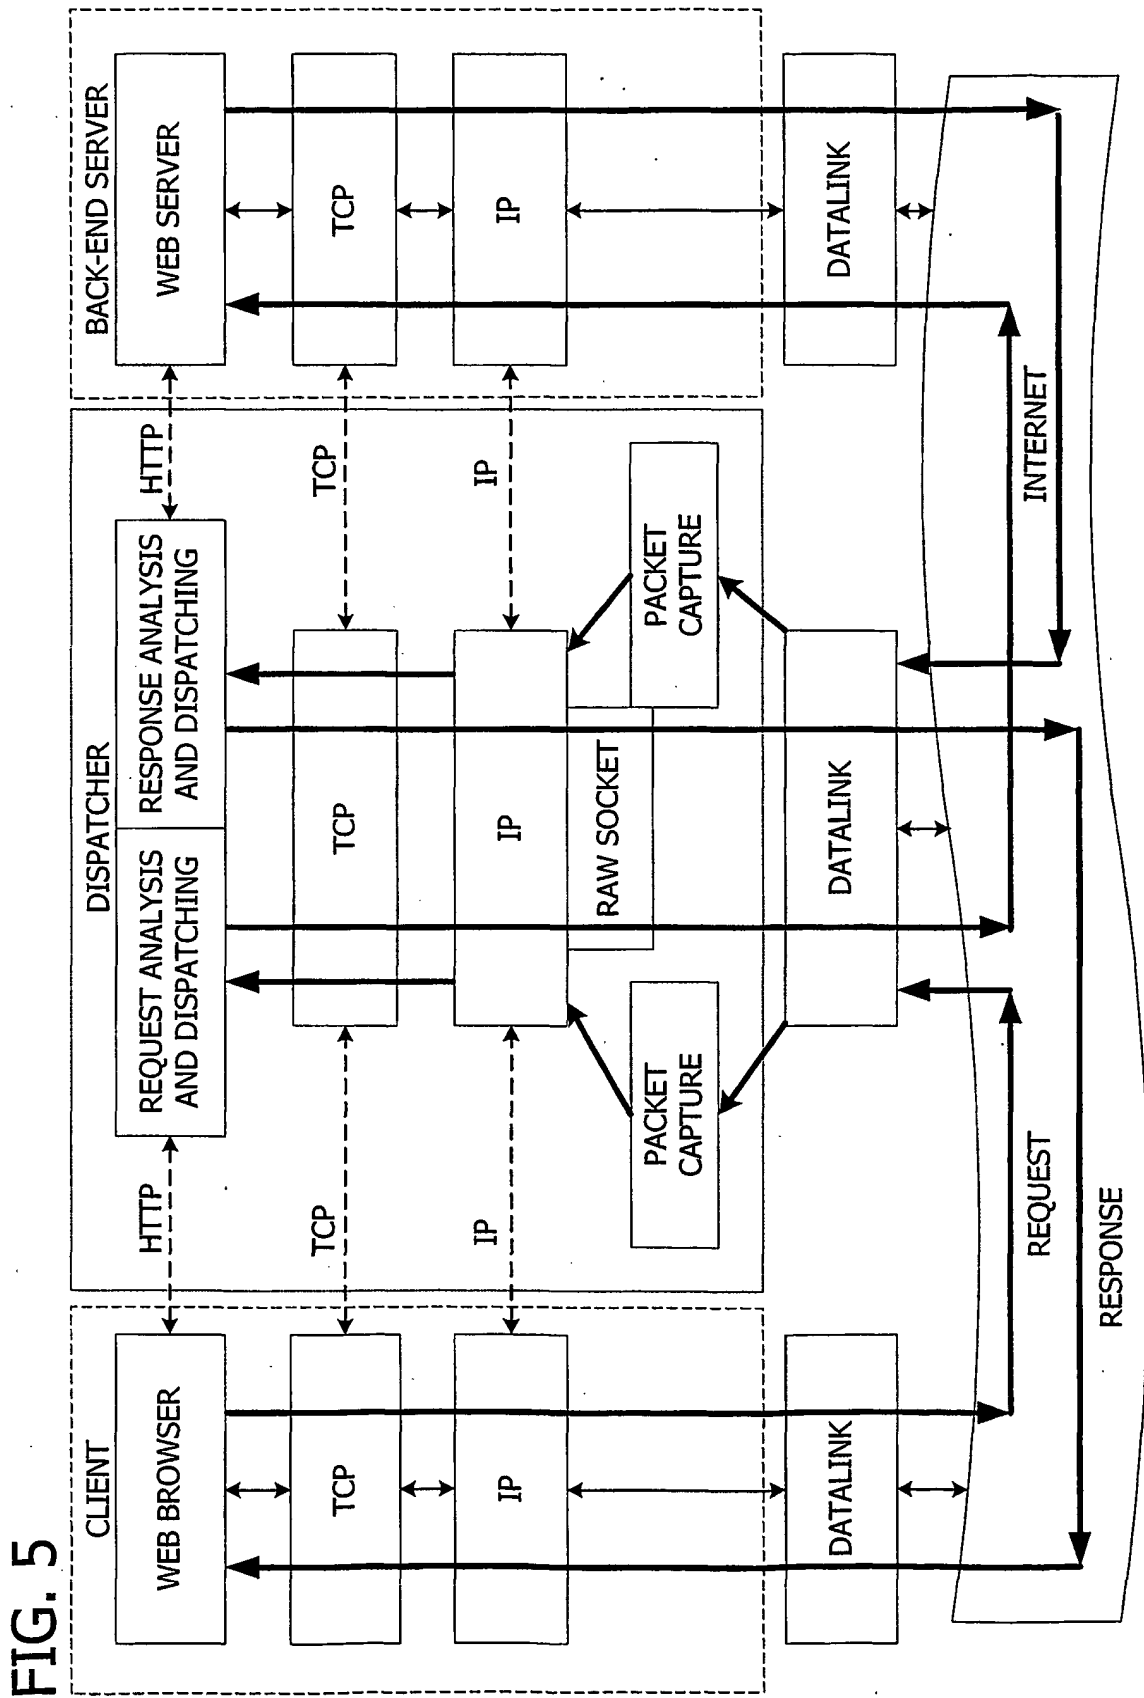 FIG. 5
CLIENT
WEB BROWSER
TCP
IP
DATALINK
HTTP
TCP
IP
DISPATCHER
REQUEST ANALYSIS
AND DISPATCHING
RESPONSE ANALYSIS
AND DISPATCHING
TCP
IP
RAW SOCKET
PACKET
CAPTURE
PACKET
CAPTURE
DATALINK
HTTP
TCP
IP
BACK-END SERVER
WEB SERVER
TCP
IP
DATALINK
INTERNET
REQUEST
RESPONSE